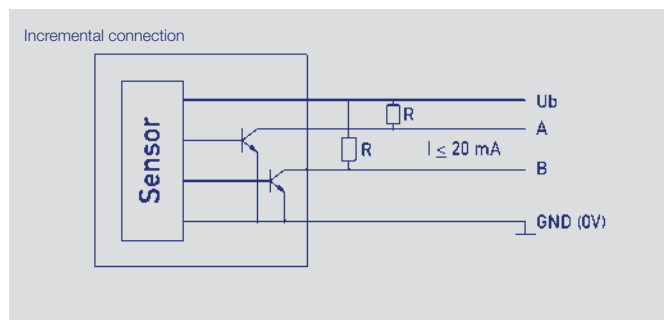 Incremental connection
Sensor
Ub
R
A
R
I ≤ 20 mA
B
GND (0V)